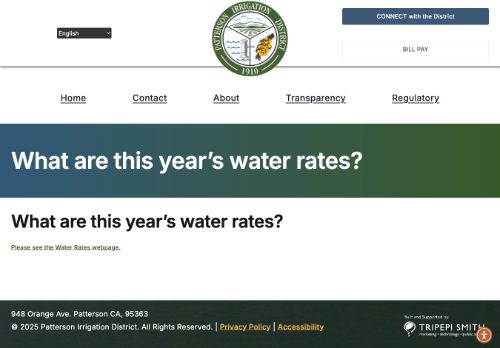 English
PATTERSON IRRIGATION DISTRICT
1910
CONNECT with the District
BILL PAY
Home
Contact
About
Transparency
Regulatory
What are this year’s water rates?
What are this year’s water rates?
Please see the Water Rates webpage.
948 Orange Ave. Patterson CA, 95363
© 2025 Patterson Irrigation District. All Rights Reserved. | Privacy Policy | Accessibility
Built and Supported by:
TRIPEPI SMITH
marketing • technology • public